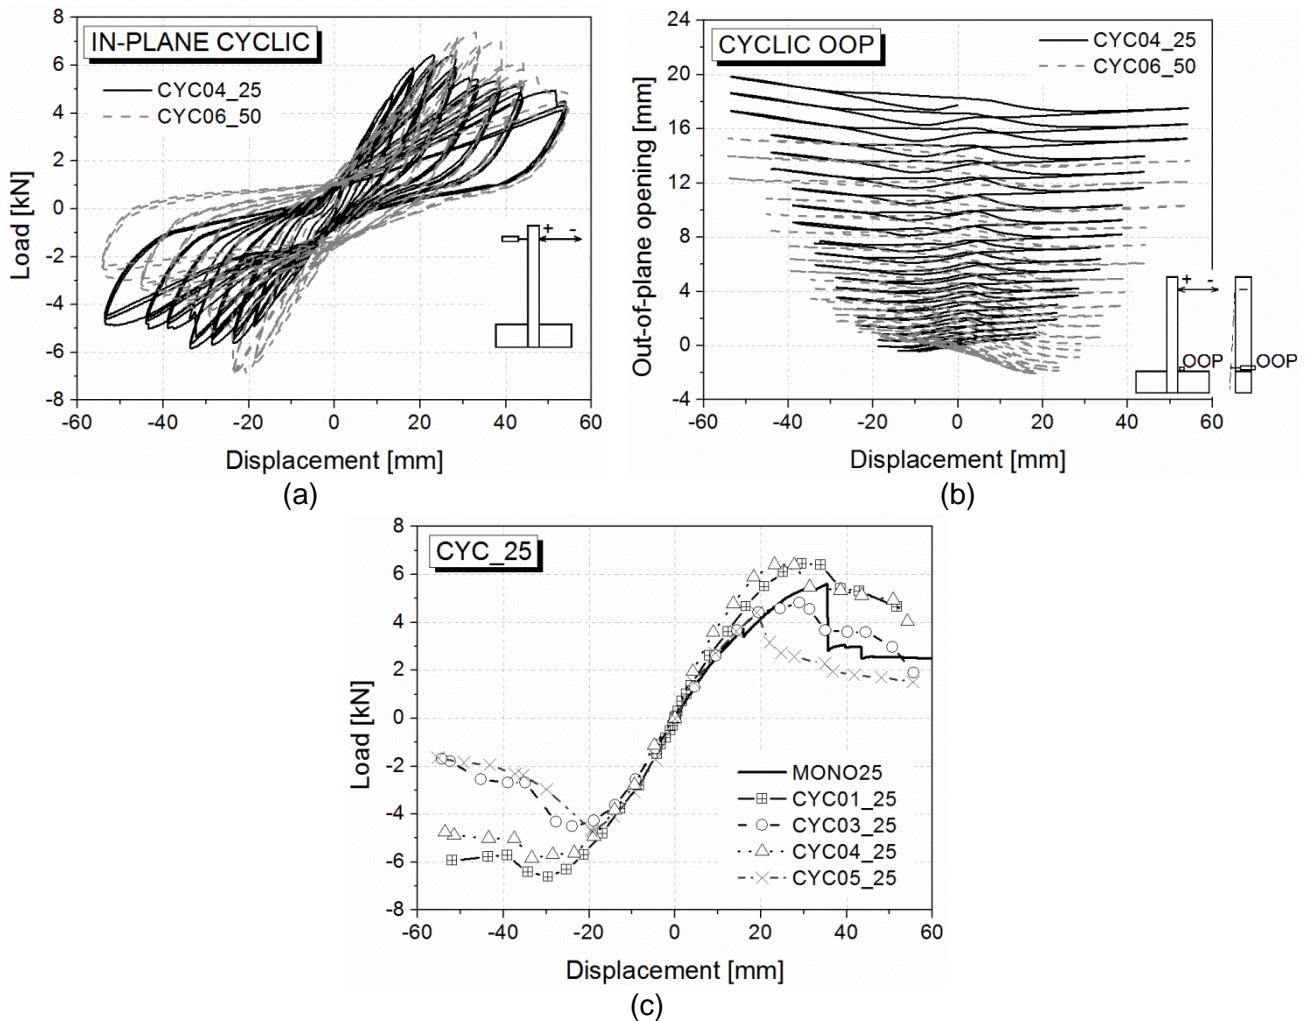 IN-PLANE CYCLIC
CYC04_25
CYC06_50
+ -
Load [kN]
8
6
4
2
0
-2
-4
-6
-8
-60 -40 -20 0 20 40 60
Displacement [mm]
(a)
CYCLIC OOP
CYC04_25
CYC06_50
+ -
OOP
OOP
Out-of-plane opening [mm]
24
20
16
12
8
4
0
-4
-60 -40 -20 0 20 40 60
Displacement [mm]
(b)
CYC_25
MONO25
CYC01_25
CYC03_25
CYC04_25
CYC05_25
Load [kN]
8
6
4
2
0
-2
-4
-6
-8
-60 -40 -20 0 20 40 60
Displacement [mm]
(c)